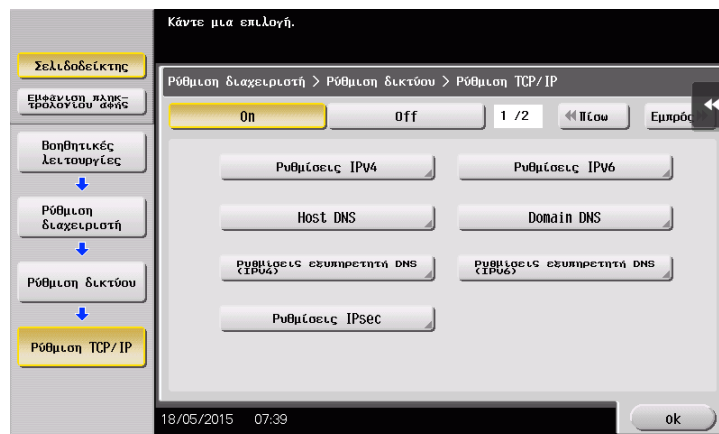 Κάντε μια επιλογή.
Σελιδοδείκτης
Εμφάνιση πληκ-
τρολογίου αφής
Βοηθητικές
λειτουργίες
Ρύθμιση
διαχειριστή
Ρύθμιση δικτύου
Ρύθμιση TCP/IP
Ρύθμιση διαχειριστή > Ρύθμιση δικτύου > Ρύθμιση TCP/IP
On
Off
1 /2
Πίσω
Εμπρός
Ρυθμίσεις IPv4
Ρυθμίσεις IPv6
Host DNS
Domain DNS
Ρυθμίσεις εξυπηρετητή DNS
(IPv4)
Ρυθμίσεις εξυπηρετητή DNS
(IPv6)
Ρυθμίσεις IPsec
18/05/2015 07:39
ok